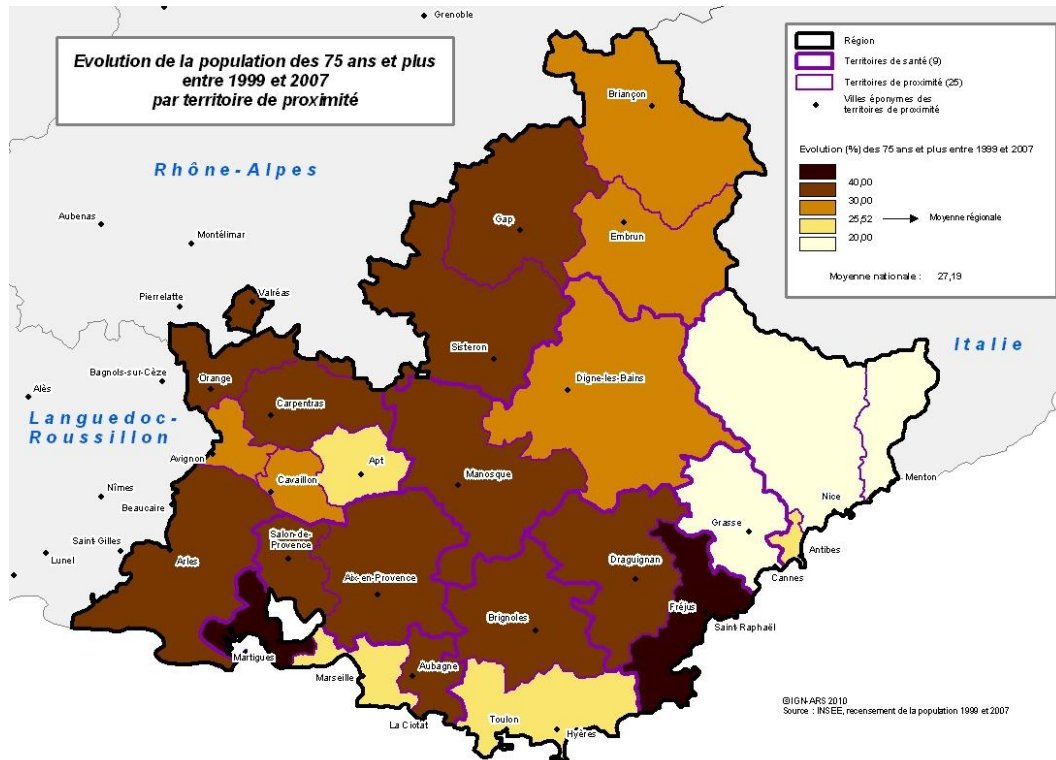 Evolution de la population des 75 ans et plus
entre 1999 et 2007
par territoire de proximité
Région
Territoires de santé (9)
Territoires de proximité (25)
Villes éponymes des
territoires de proximité
Evolution (%) des 75 ans et plus entre 1999 et 2007
40,00
30,00
25,52
Moyenne régionale
20,00
Moyenne nationale : 27,19
Grenoble
Briançon
Rhône-Alpes
Aubenas
Montélimar
Gap
Embrun
Pierrelatte
Valréas
Italie
Sisteron
Bagnols-sur-Cèze
Orange
Digne-les-Bains
Alès
Carpentras
Languedoc-
Roussillon
Avignon
Apt
Cavaillon
Manosque
Menton
Nîmes
Nice
Beaucaire
Grasse
Saint-Gilles
Salon-de-
Provence
Antibes
Lunel
Arles
Draguignan
Cannes
Aix-en-Provence
Fréjus
Brignoles
Saint-Raphaël
Martigues
Marseille
Aubagne
La Ciotat
Toulon
Hyères
©IGN-ARS 2010
Source : INSEE, recensement de la population 1999 et 2007